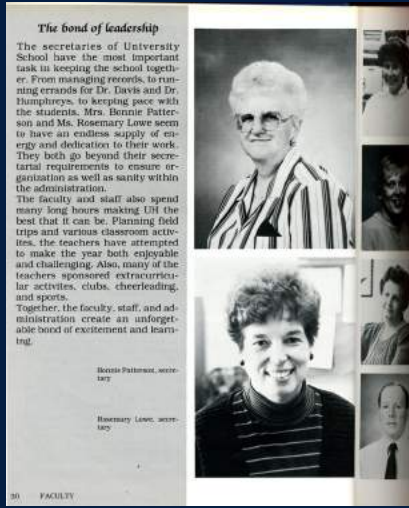 The bond of leadership
The secretaries of University
School have the most important
task in keeping the school togeth-
er. From managing records, to run-
ning errands for Dr. Davis and Dr.
Humphreys, to keeping pace with
the students, Mrs. Bonnie Patter-
son and Ms. Rosemary Lowe seem
to have an endless supply of en-
ergy and dedication to their work.
They both go beyond their secre-
tarial requirements to ensure or-
ganization as well as sanity within
the administration.
The faculty and staff also spend
many long hours making UH the
best that it can be. Planning field
trips and various classroom activ-
ites, the teachers have attempted
to make the year both enjoyable
and challenging. Also, many of the
teachers sponsored extracurricu-
lar activites, clubs, cheerleading,
and sports.
Together, the faculty, staff, and ad-
ministration create an unforget-
able bond of excitement and learn-
ing.
Bonnie Patterson, secre-
tary
Rosemary Lowe, secre-
tary
30 FACULTY